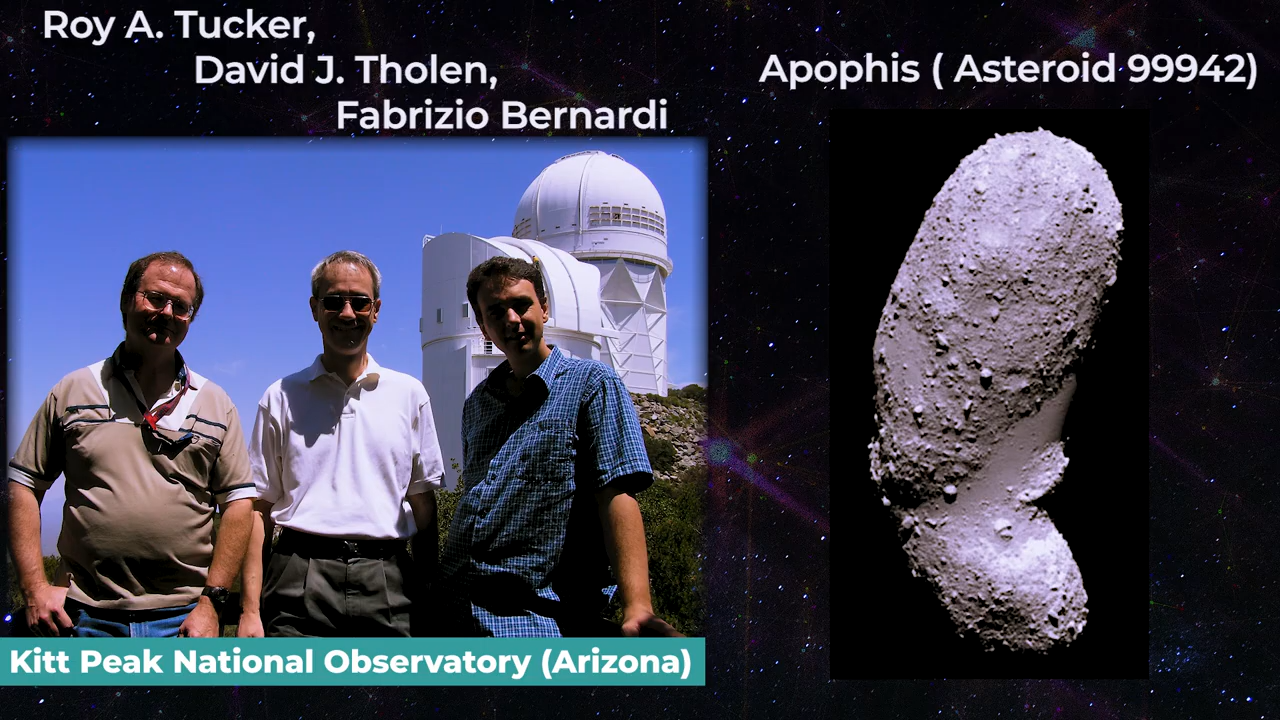 Roy A. Tucker,
David J. Tholen,
Fabrizio Bernardi
Apophis ( Asteroid 99942)
Kitt Peak National Observatory (Arizona)